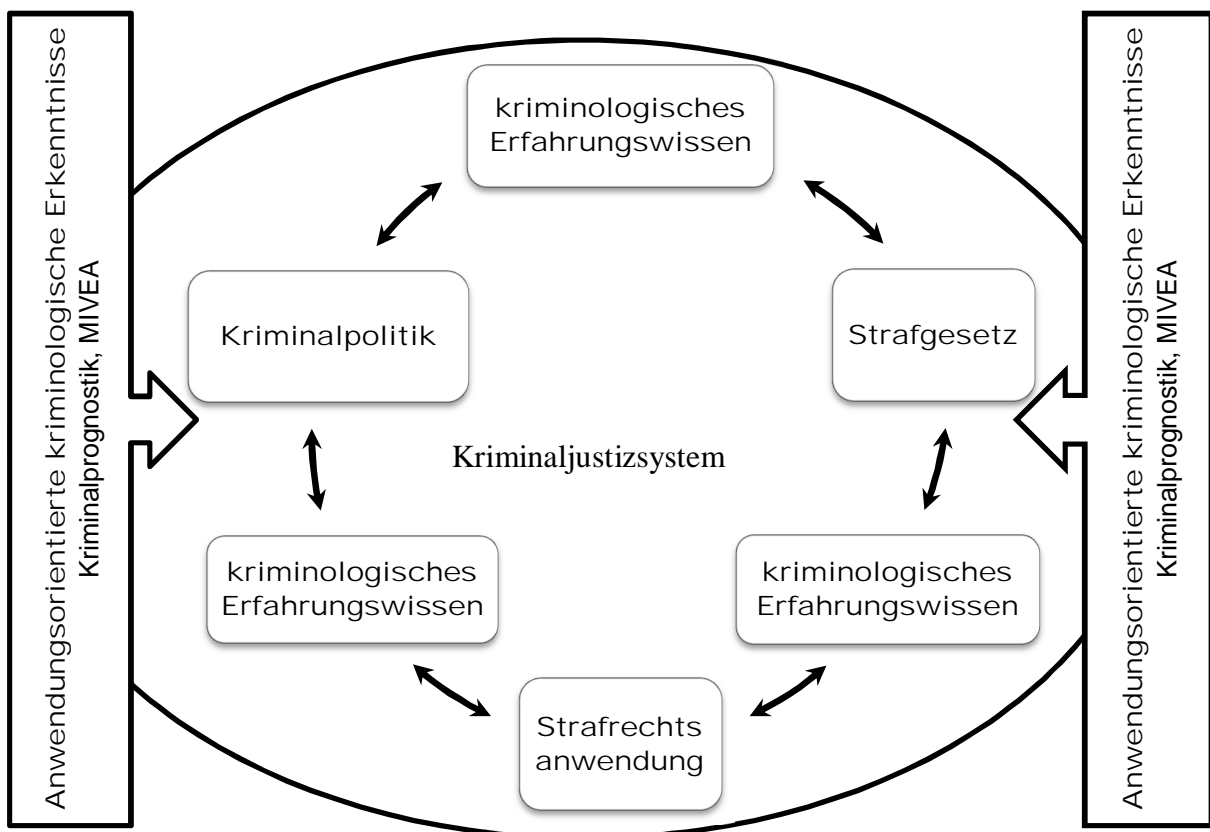 Anwendungsorientierte kriminologische Erkenntnisse
Kriminalprognostik, MIVEA
kriminologisches
Erfahrungswissen
Kriminalpolitik
Strafgesetz
Kriminaljustizsystem
kriminologisches
Erfahrungswissen
kriminologisches
Erfahrungswissen
Strafrechts
anwendung
Anwendungsorientierte kriminologische Erkenntnisse
Kriminalprognostik, MIVEA